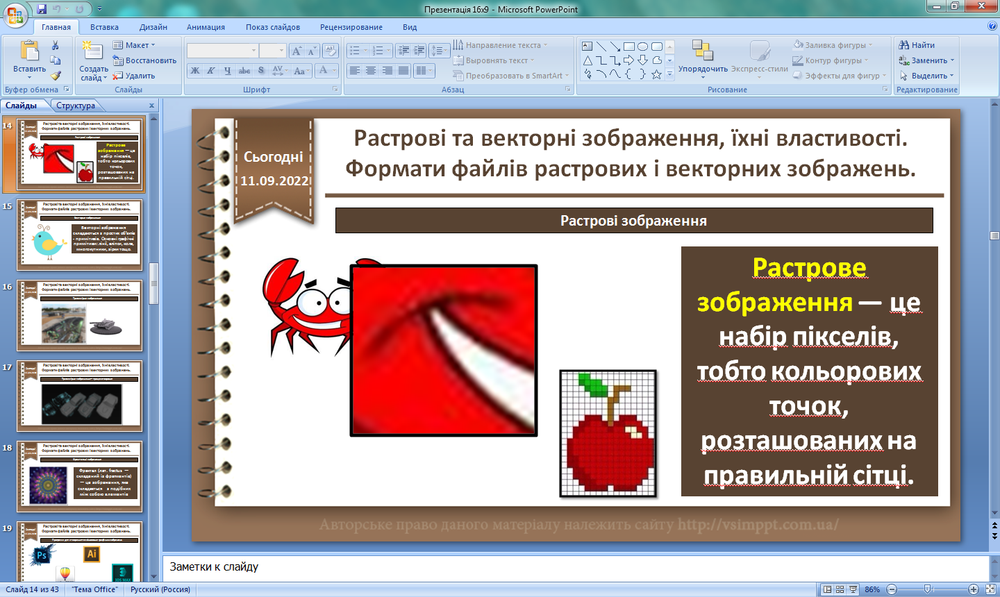 Презентація 16x9 - Microsoft PowerPoint
Главная
Вставка
Дизайн
Анимация
Показ слайдов
Рецензирование
Вид
Вставить
Буфер обмена
Создать слайд
Макет
Восстановить
Удалить
Слайды
Ж К Ч abc S AV Aa A
Шрифт
Направление текста
Выровнять текст
Преобразовать в SmartArt
Абзац
Упорядочить
Экспресс-стили
Заливка фигуры
Контур фигуры
Эффекты для фигур
Рисование
Найти
Заменить
Выделить
Редактирование
Слайды
Структура
14
Растрові та векторні зображення, їхні властивості.
Формати файлів растрових і векторних зображень.
Растрові зображення
Растрове
зображення — це
набір пікселів,
тобто кольорових
точок,
розташованих на
правильній сітці.
15
Растрові та векторні зображення, їхні властивості.
Формати файлів растрових і векторних зображень.
Векторні зображення
Векторні зображення
складаються з простих об'єктів
- примітивів. Основні графічні
примітиви: лінії, еліпси, кола,
многокутники, зірки тощо.
16
Растрові та векторні зображення, їхні властивості.
Формати файлів растрових і векторних зображень.
17
Растрові та векторні зображення, їхні властивості.
Формати файлів растрових і векторних зображень.
18
Растрові та векторні зображення, їхні властивості.
Формати файлів растрових і векторних зображень.
Фрактальні зображення
Фрактал (лат. fractus —
складений із фрагментів)
— це зображення, яке
складається з подібних
між собою елементів
19
Растрові та векторні зображення, їхні властивості.
Формати файлів растрових і векторних зображень.
Ps
Ai
3DS MAX
Сьогодні
11.09.2022
Растрові та векторні зображення, їхні властивості.
Формати файлів растрових і векторних зображень.
Растрові зображення
Растрове
зображення — це
набір пікселів,
тобто кольорових
точок,
розташованих на
правильній сітці.
Авторське право даного матеріалу належить сайту http://vsimppt.com.ua/
Заметки к слайду
Слайд 14 из 43
"Тема Office"
Русский (Россия)
86%